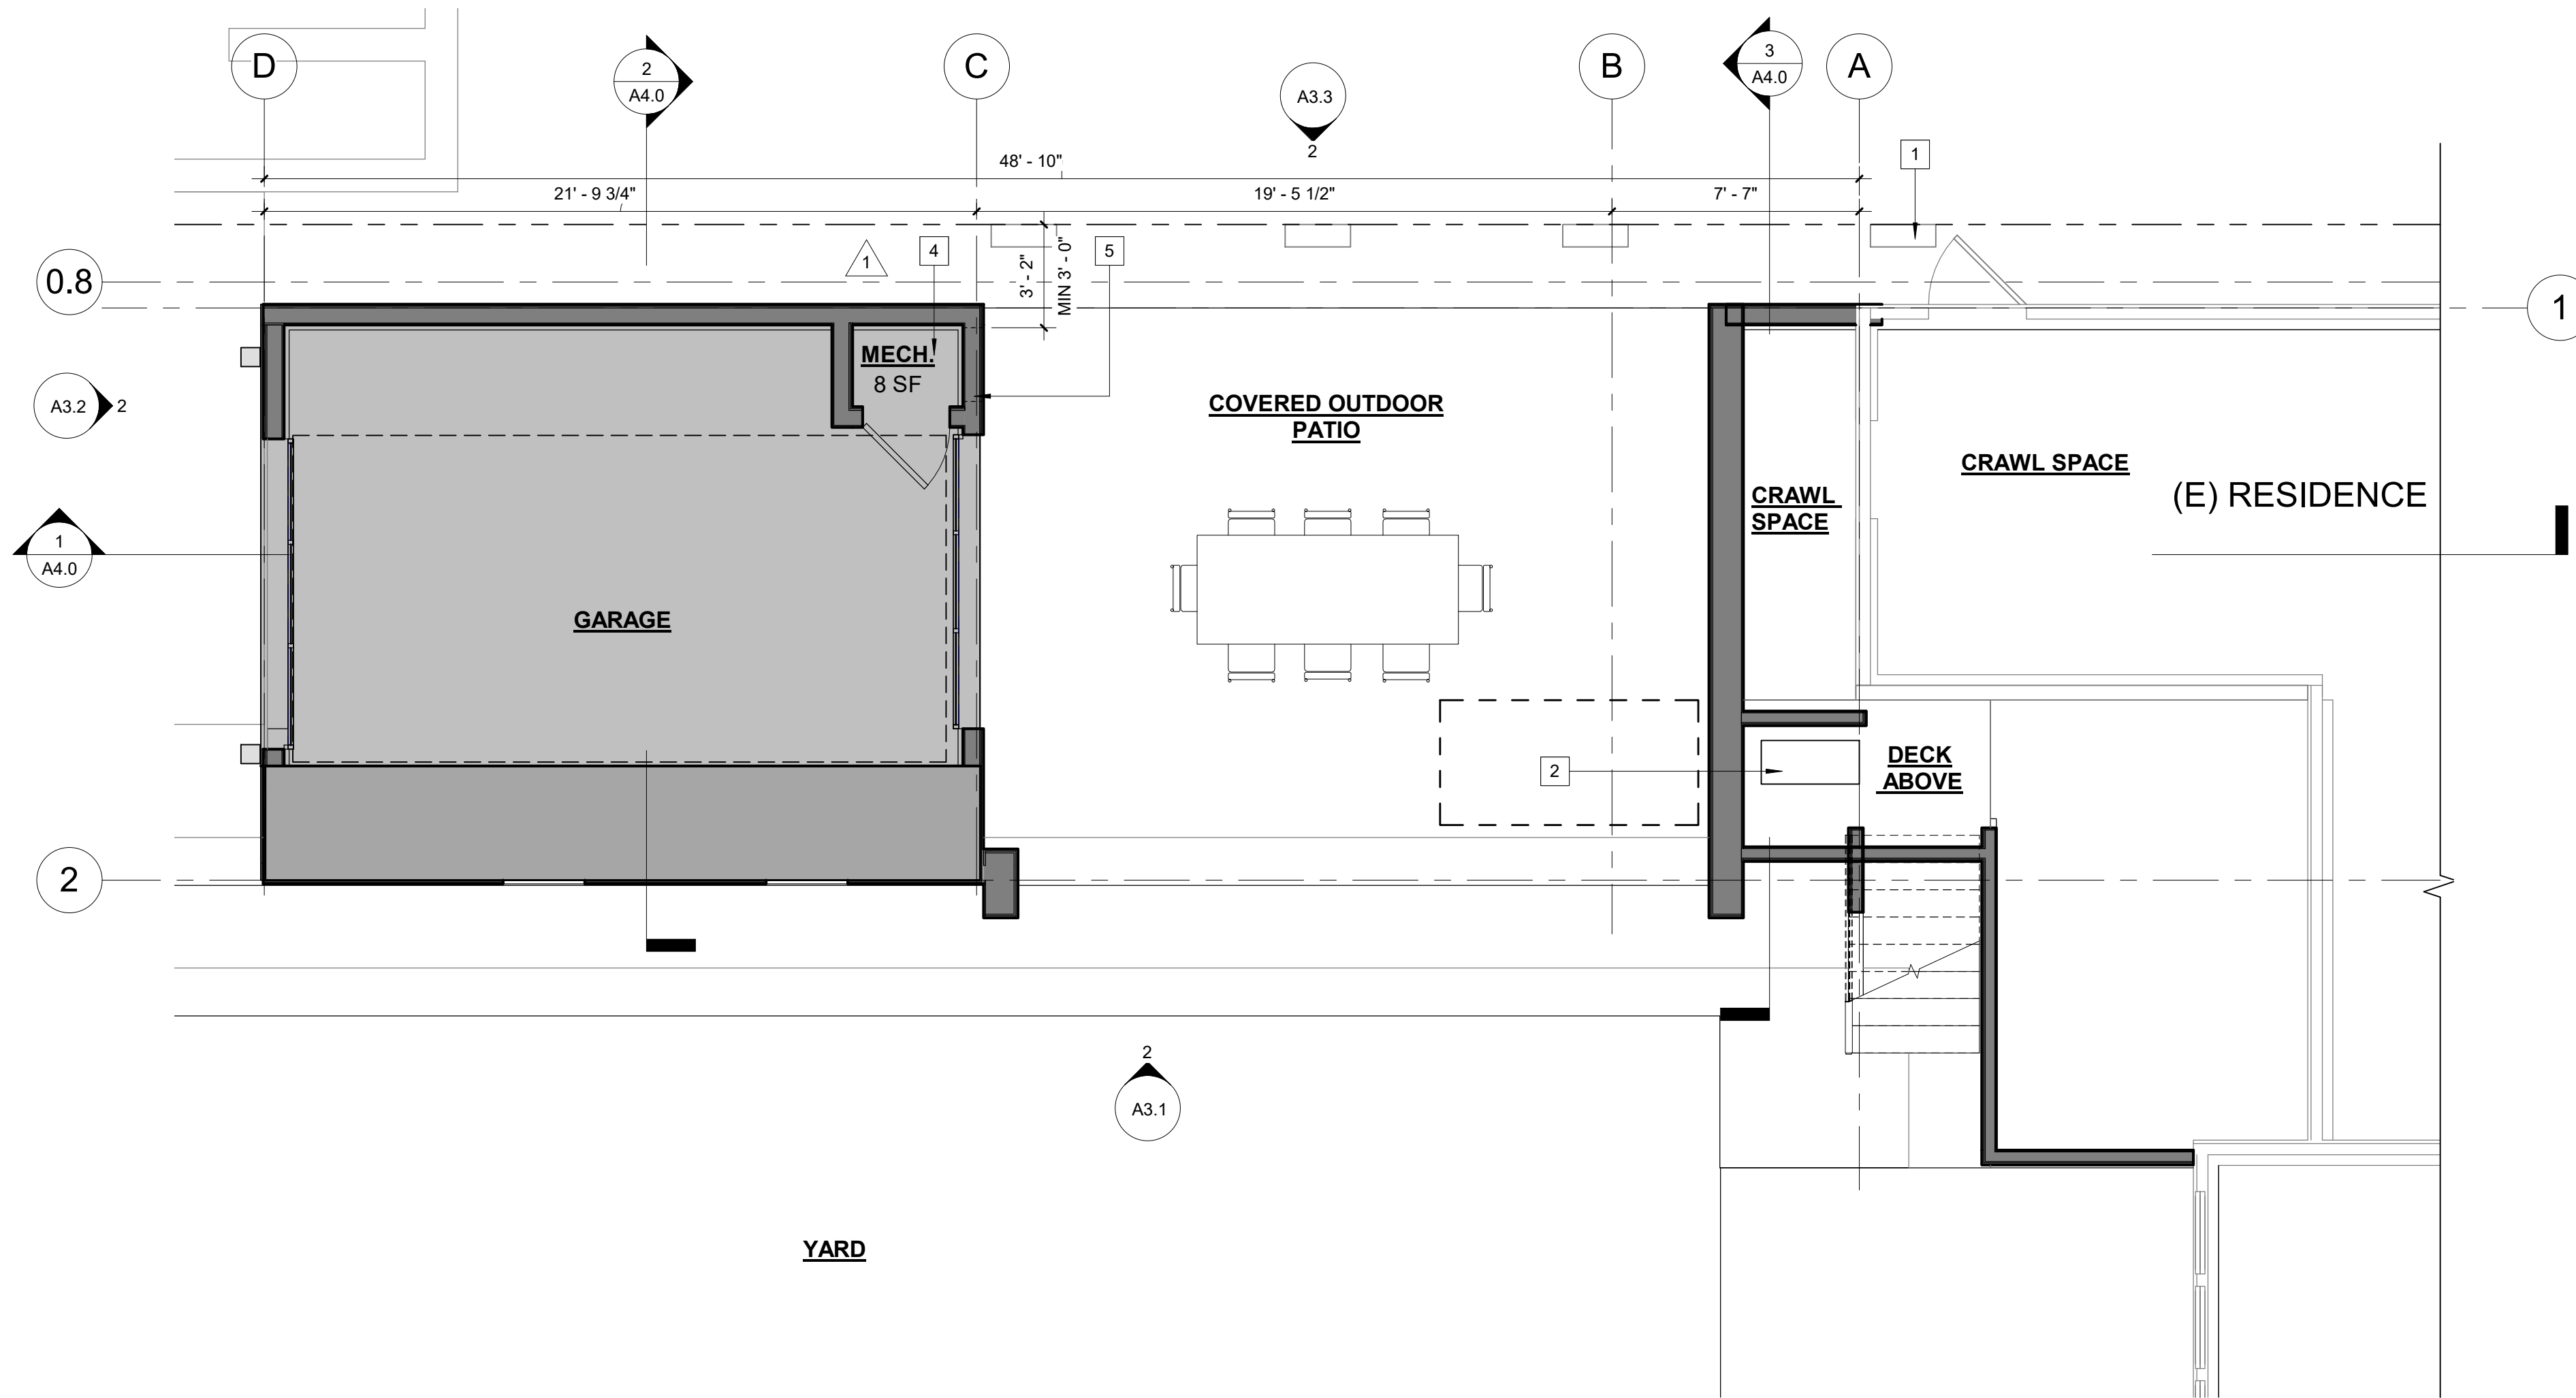 D
2
A4.0
C
A3.3
2
B
3
A4.0
A
48' - 10"
1
21' - 9 3/4"
19' - 5 1/2"
7' - 7"
0.8
1
4
3' - 2"
MIN 3' - 0"
5
1
MECH.
8 SF
A3.2
2
COVERED OUTDOOR
PATIO
CRAWL SPACE
CRAWL
SPACE
(E) RESIDENCE
1
A4.0
GARAGE
2
DECK
ABOVE
2
2
A3.1
YARD